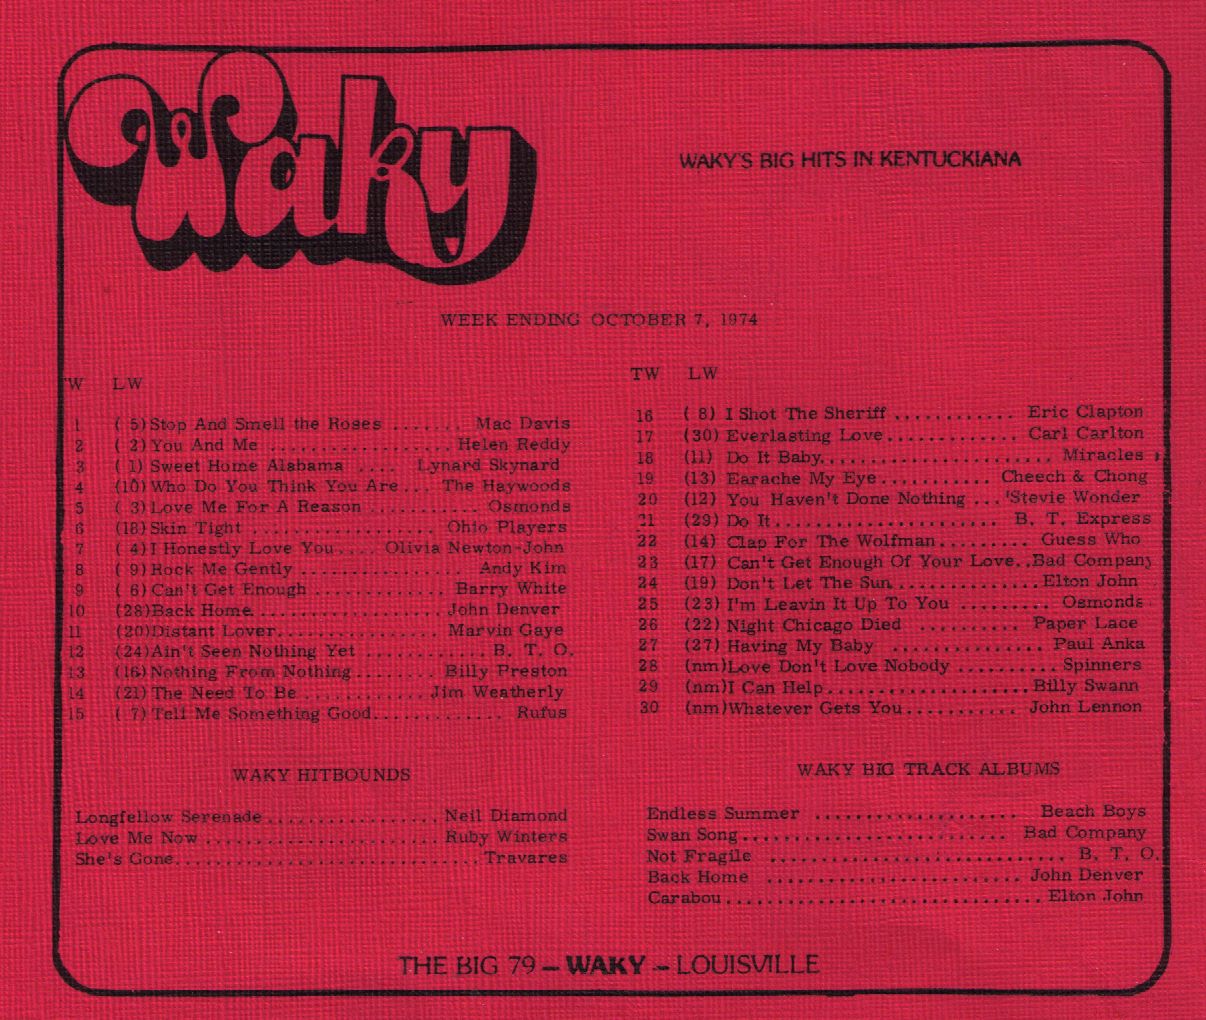 Waky
WAKY'S BIG HITS IN KENTUCKIANA
WEEK ENDING OCTOBER 7, 1974
TW LW
1 ( 5) Stop And Smell the Roses ....... Mac Davis
2 ( 2) You And Me .................. Helen Reddy
3 ( 1) Sweet Home Alabama .... Lynard Skynard
4 (10) Who Do You Think You Are... The Haywoods
5 ( 3) Love Me For A Reason ........... Osmonds
6 (18) Skin Tight .................. Ohio Players
7 ( 4) I Honestly Love You.... Olivia Newton-John
8 ( 9) Rock Me Gently ................ Andy Kim
9 ( 6) Can't Get Enough ............. Barry White
10 (28) Back Home................... John Denver
11 (20) Distant Lover................ Marvin Gaye
12 (24) Ain't Seen Nothing Yet ............ B. T. O.
13 (16) Nothing From Nothing........ Billy Preston
14 (21) The Need To Be ............ Jim Weatherly
15 ( 7) Tell Me Something Good............. Rufus
TW LW
16 ( 8) I Shot The Sheriff ............ Eric Clapton
17 (30) Everlasting Love............. Carl Carlton
18 (11) Do It Baby....................... Miracles
19 (13) Earache My Eye........... Cheech & Chong
20 (12) You Haven't Done Nothing ... Stevie Wonder
21 (29) Do It...................... B. T. Express
22 (14) Clap For The Wolfman......... Guess Who
23 (17) Can't Get Enough Of Your Love..Bad Company
24 (19) Don't Let The Sun...............Elton John
25 (23) I'm Leavin It Up To You ......... Osmonds
26 (22) Night Chicago Died .......... Paper Lace
27 (27) Having My Baby ............... Paul Anka
28 (nm) Love Don't Love Nobody .......... Spinners
29 (nm) I Can Help.................... Billy Swann
30 (nm) Whatever Gets You........... John Lennon
WAKY HITBOUNDS
Longfellow Serenade................. Neil Diamond
Love Me Now ....................... Ruby Winters
She's Gone.............................. Travares
WAKY BIG TRACK ALBUMS
Endless Summer .................... Beach Boys
Swan Song.......................... Bad Company
Not Fragile ............................. B. T. O.
Back Home ......................... John Denver
Carabou............................... Elton John
THE BIG 79 – WAKY – LOUISVILLE